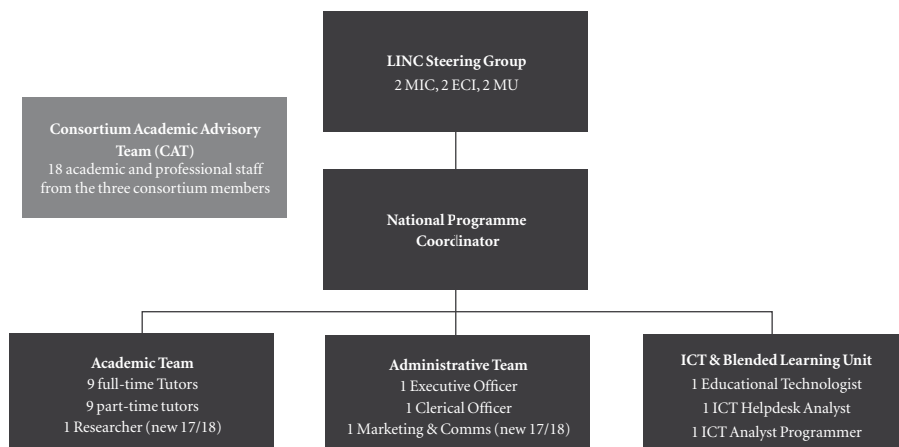 LINC Steering Group
2 MIC, 2 ECI, 2 MU
Consortium Academic Advisory
Team (CAT)
18 academic and professional staff
from the three consortium members
National Programme
Coordinator
Academic Team
9 full-time Tutors
9 part-time tutors
1 Researcher (new 17/18)
Administrative Team
1 Executive Officer
1 Clerical Officer
1 Marketing & Comms (new 17/18)
ICT & Blended Learning Unit
1 Educational Technologist
1 ICT Helpdesk Analyst
1 ICT Analyst Programmer